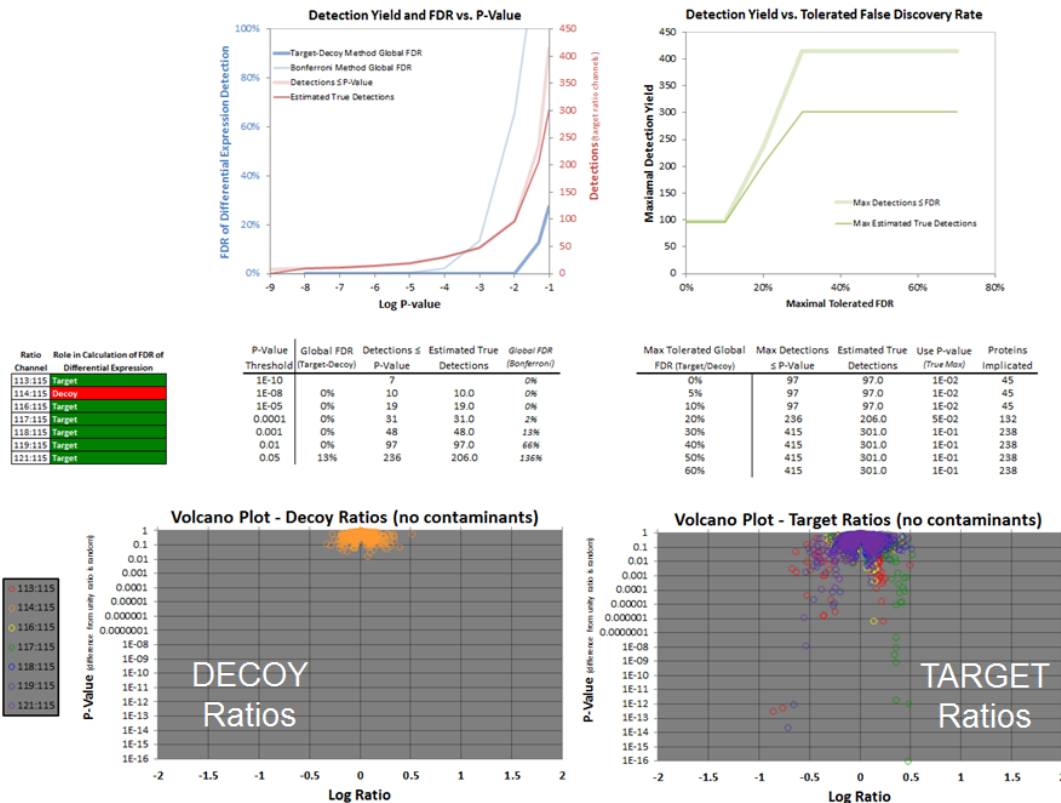 Detection Yield and FDR vs. P-Value
FDR of Differential Expression Detection
100%
80%
60%
40%
20%
0%
Target-Decoy Method Global FDR
Bonferroni Method Global FDR
Detections ≤ P-Value
Estimated True Detections
450
400
350
300
250
200
150
100
50
0
Detections (target ratio channels)
-9 -8 -7 -6 -5 -4 -3 -2 -1
Log P-value
Detection Yield vs. Tolerated False Discovery Rate
Maxiamal Detection Yield
450
400
350
300
250
200
150
100
50
0
Max Detections ≤ FDR
Max Estimated True Detections
0% 20% 40% 60% 80%
Maximal Tolerated FDR
Ratio Channel Role in Calculation of FDR of Differential Expression
113:115 Target
114:115 Decoy
116:115 Target
117:115 Target
118:115 Target
119:115 Target
121:115 Target
P-Value Global FDR Detections ≤ Estimated True Global FDR
Threshold (Target-Decoy) P-Value Detections (Bonferroni)
1E-10 7 0%
1E-08 0% 10 10.0 0%
1E-05 0% 19 19.0 0%
0.0001 0% 31 31.0 2%
0.001 0% 48 48.0 13%
0.01 0% 97 97.0 66%
0.05 13% 236 206.0 136%
Max Tolerated Global Max Detections Estimated True Use P-value Proteins
FDR (Target/Decoy) ≤ P-Value Detections (True Max) Implicated
0% 97 97.0 1E-02 45
5% 97 97.0 1E-02 45
10% 97 97.0 1E-02 45
20% 236 206.0 5E-02 132
30% 415 301.0 1E-01 238
40% 415 301.0 1E-01 238
50% 415 301.0 1E-01 238
60% 415 301.0 1E-01 238
113:115
114:115
116:115
117:115
118:115
119:115
121:115
Volcano Plot - Decoy Ratios (no contaminants)
P-Value (difference from unity ratio is random)
1
0.1
0.01
0.001
0.0001
0.00001
0.000001
0.0000001
1E-08
1E-09
1E-10
1E-11
1E-12
1E-13
1E-14
1E-15
1E-16
DECOY
Ratios
-2 -1.5 -1 -0.5 0 0.5 1 1.5 2
Log Ratio
Volcano Plot - Target Ratios (no contaminants)
P-Value (difference from unity ratio is random)
1
0.1
0.01
0.001
0.0001
0.00001
0.000001
0.0000001
1E-08
1E-09
1E-10
1E-11
1E-12
1E-13
1E-14
1E-15
1E-16
TARGET
Ratios
-2 -1.5 -1 -0.5 0 0.5 1 1.5 2
Log Ratio